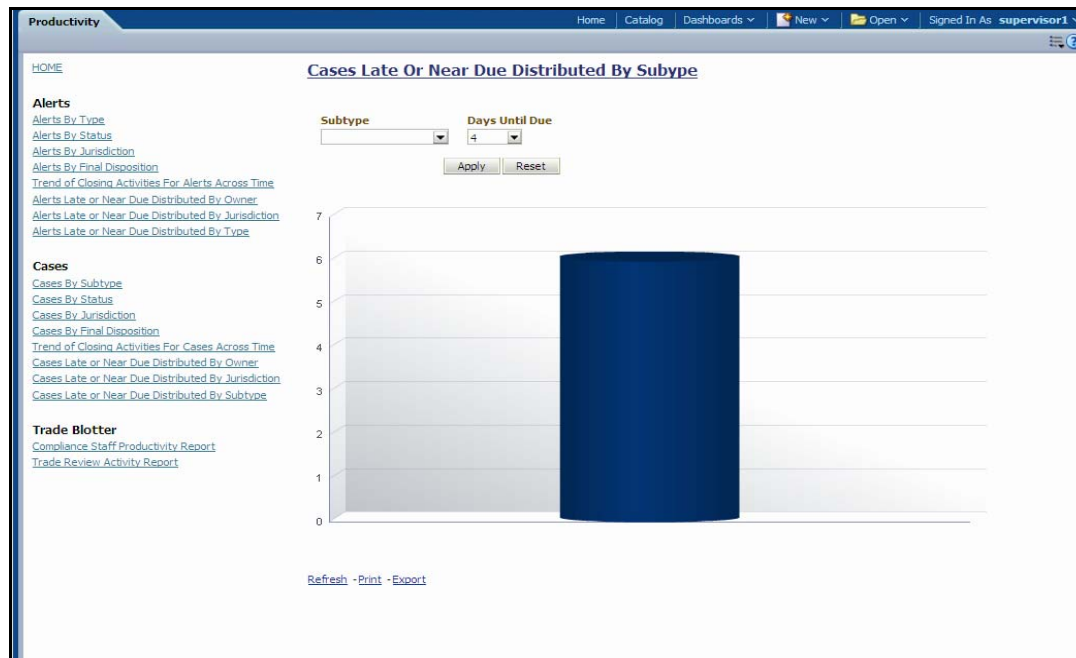 Productivity
Home Catalog Dashboards New Open Signed In As supervisor1
HOME
Cases Late Or Near Due Distributed By Subype
Alerts
Alerts By Type
Alerts By Status
Alerts By Jurisdiction
Alerts By Final Disposition
Trend of Closing Activities For Alerts Across Time
Alerts Late or Near Due Distributed By Owner
Alerts Late or Near Due Distributed By Jurisdiction
Alerts Late or Near Due Distributed By Type
Cases
Cases By Subtype
Cases By Status
Cases By Jurisdiction
Cases By Final Disposition
Trend of Closing Activities For Cases Across Time
Cases Late or Near Due Distributed By Owner
Cases Late or Near Due Distributed By Jurisdiction
Cases Late or Near Due Distributed By Subtype
Trade Blotter
Compliance Staff Productivity Report
Trade Review Activity Report
Subtype Days Until Due
4
Apply Reset
7
6
5
4
3
2
1
0
Refresh - Print - Export